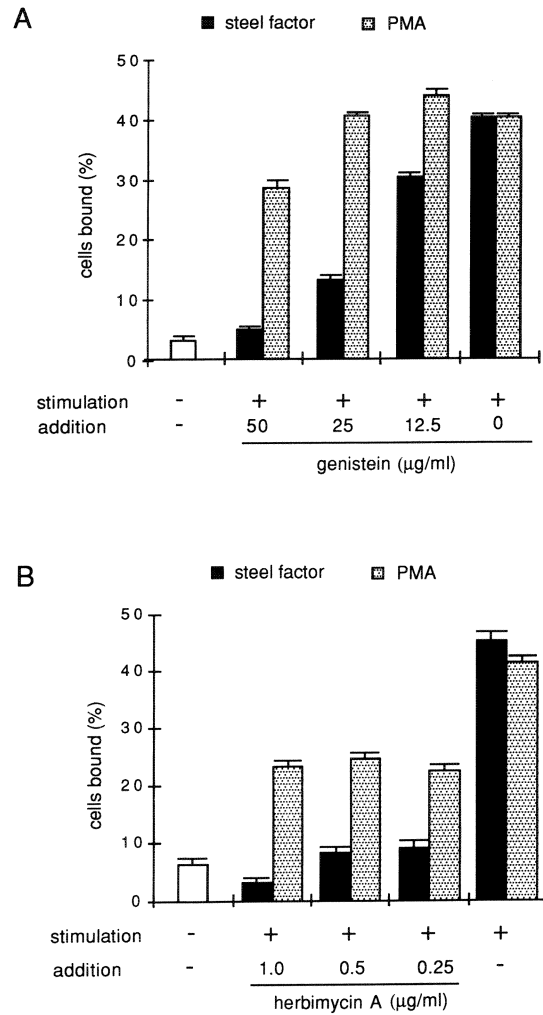 A
steel factor PMA
50
40
30
20
10
0
cells bound (%)
stimulation - + + + +
addition - 50 25 12.5 0
genistein (μg/ml)
B
steel factor PMA
50
40
30
20
10
0
cells bound (%)
stimulation - + + + +
addition - 1.0 0.5 0.25 -
herbimycin A (μg/ml)